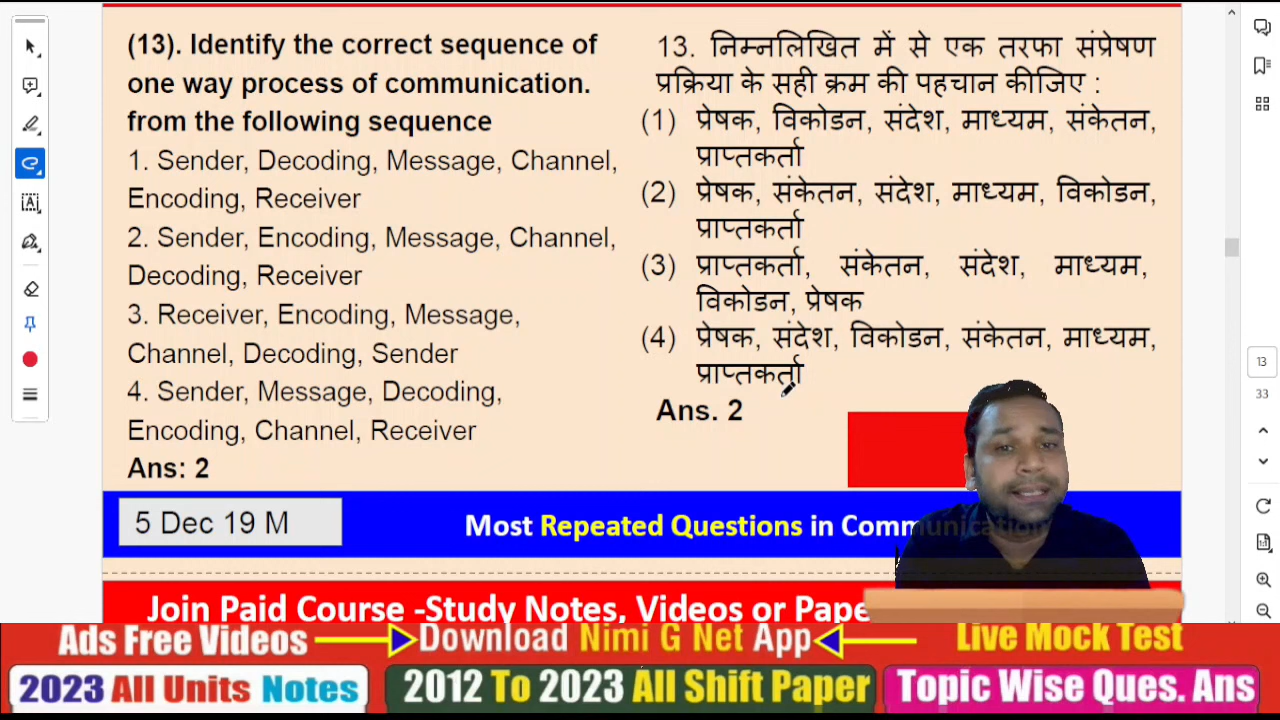 (13). Identify the correct sequence of
one way process of communication.
from the following sequence
1. Sender, Decoding, Message, Channel,
Encoding, Receiver
2. Sender, Encoding, Message, Channel,
Decoding, Receiver
3. Receiver, Encoding, Message,
Channel, Decoding, Sender
4. Sender, Message, Decoding,
Encoding, Channel, Receiver
Ans: 2
13. निम्नलिखित में से एक तरफा संप्रेषण
प्रक्रिया के सही क्रम की पहचान कीजिए :
(1) प्रेषक, विकोडन, संदेश, माध्यम, संकेतन,
प्राप्तकर्ता
(2) प्रेषक, संकेतन, संदेश, माध्यम, विकोडन,
प्राप्तकर्ता
(3) प्राप्तकर्ता, संकेतन, संदेश, माध्यम,
विकोडन, प्रेषक
(4) प्रेषक, संदेश, विकोडन, संकेतन, माध्यम,
प्राप्तकर्ता
Ans. 2
13
33
5 Dec 19 M
Most Repeated Questions in Communication
Join Paid Course -Study Notes, Videos or Pape
Ads Free Videos Download Nimi G Net App Live Mock Test
2023 All Units Notes 2012 To 2023 All Shift Paper Topic Wise Ques. Ans